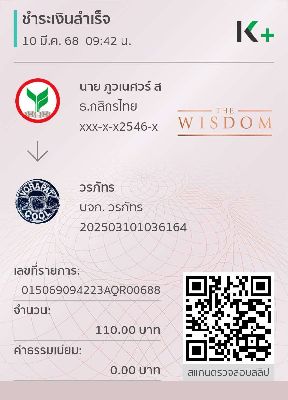 ชำระเงินสำเร็จ
10 มี.ค. 68 09:42 น.
K+
นาย ภูวเนศวร์ ส
ธ.กสิกรไทย
xxx-x-x2546-x
THE
WISDOM
VORAPAT
COOL
วรภัทร
บจก. วรภัทร
202503101036164
เลขที่รายการ:
015069094223AQR00688
จำนวน:
110.00 บาท
ค่าธรรมเนียม:
0.00 บาท
สแกนตรวจสอบสลิป